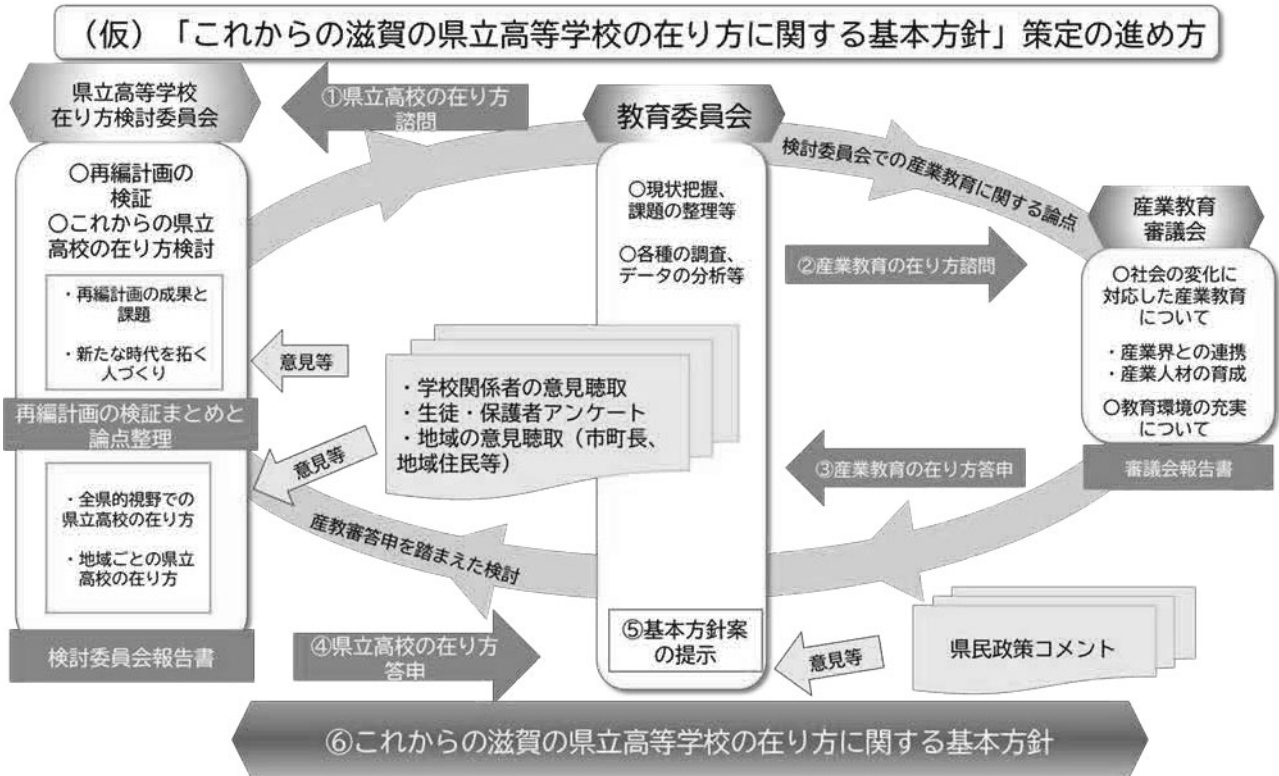 （仮）「これからの滋賀の県立高等学校の在り方に関する基本方針」策定の進め方
県立高等学校
在り方検討委員会
〇再編計画の
検証
〇これからの県立
高校の在り方検討
・再編計画の成果と
課題
・新たな時代を拓く
人づくり
再編計画の検証まとめと
論点整理
・全県的視野での
県立高校の在り方
・地域ごとの県立
高校の在り方
検討委員会報告書
①県立高校の在り方
諮問
教育委員会
〇現状把握、
課題の整理等
〇各種の調査、
データの分析等
検討委員会での産業教育に関する論点
②産業教育の在り方諮問
産業教育
審議会
〇社会の変化に
対応した産業教育
について
・産業界との連携
・産業人材の育成
〇教育環境の充実
について
審議会報告書
意見等
・学校関係者の意見聴取
・生徒・保護者アンケート
・地域の意見聴取（市町長、
地域住民等）
意見等
③産業教育の在り方答申
産教審答申を踏まえた検討
④県立高校の在り方
答申
⑤基本方針案
の提示
意見等
県民政策コメント
⑥これからの滋賀の県立高等学校の在り方に関する基本方針